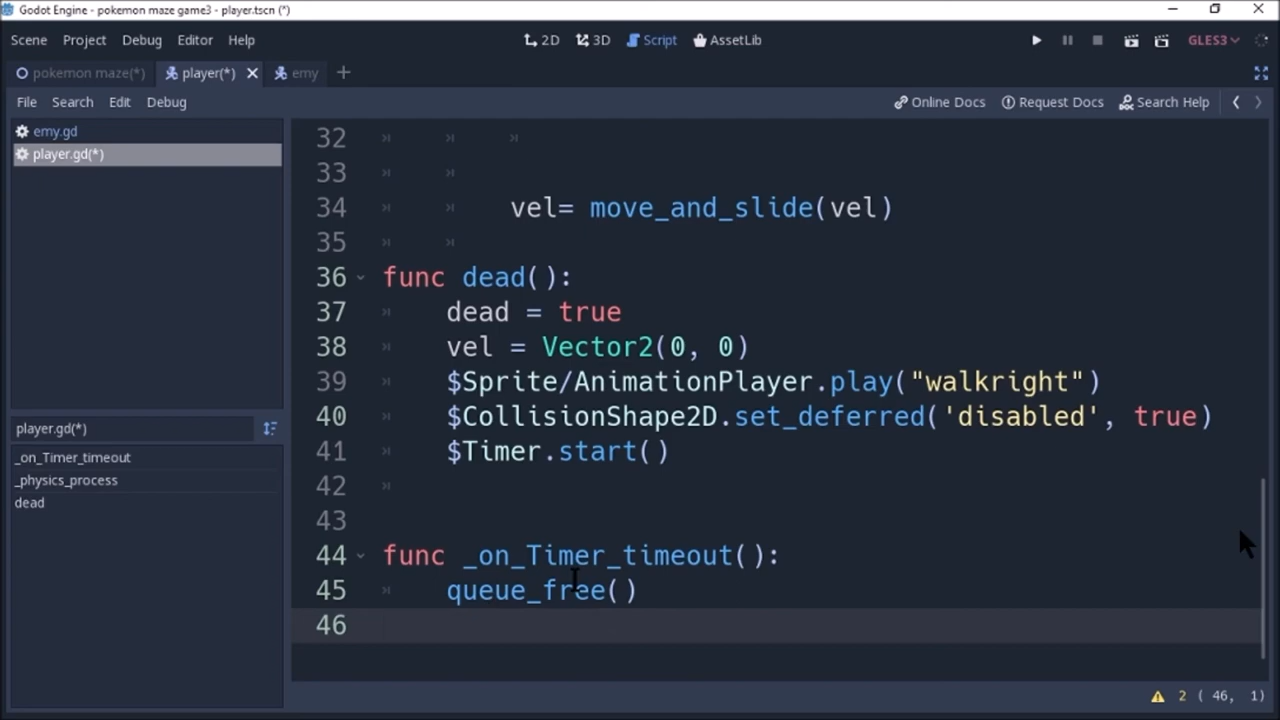 Godot Engine - pokemon maze game3 - player.tscn (*)
Scene Project Debug Editor Help 2D 3D Script AssetLib GLES3
pokemon maze(*) player(*) emy
File Search Edit Debug Online Docs Request Docs Search Help
emy.gd
player.gd(*)
player.gd(*)
_on_Timer_timeout
_physics_process
dead
32
33
34 vel= move_and_slide(vel)
35
36 func dead():
37 dead = true
38 vel = Vector2(0, 0)
39 $Sprite/AnimationPlayer.play("walkright")
40 $CollisionShape2D.set_deferred('disabled', true)
41 $Timer.start()
42
43
44 func _on_Timer_timeout():
45 queue_free()
46
2 ( 46, 1)